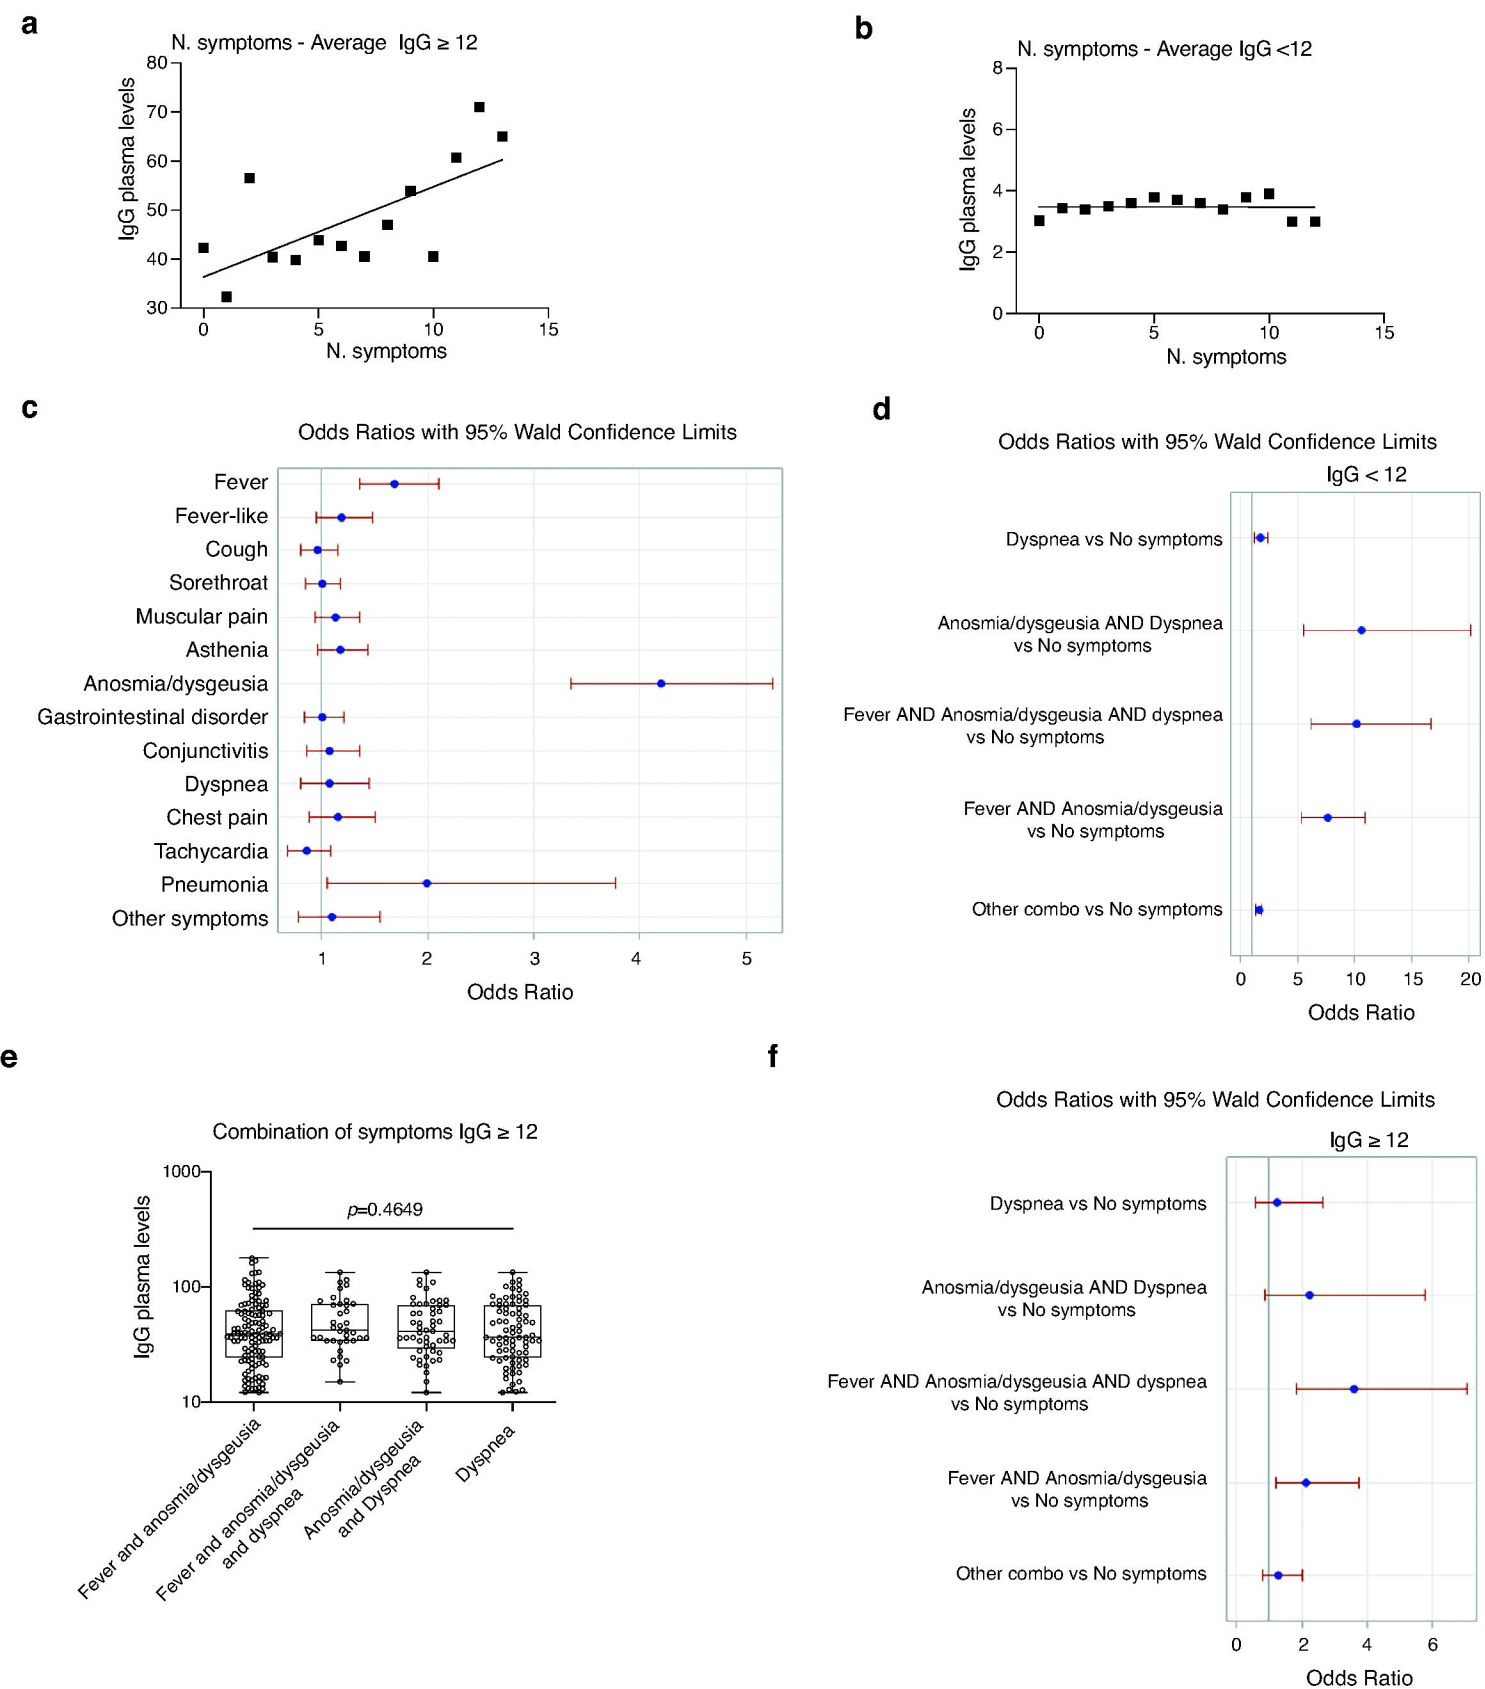 a
N. symptoms - Average IgG ≥ 12
IgG plasma levels
80
70
60
50
40
30
0
5
10
15
N. symptoms
b
N. symptoms - Average IgG <12
IgG plasma levels
8
6
4
2
0
0
5
10
15
N. symptoms
c
Odds Ratios with 95% Wald Confidence Limits
Fever
Fever-like
Cough
Sorethroat
Muscular pain
Asthenia
Anosmia/dysgeusia
Gastrointestinal disorder
Conjunctivitis
Dyspnea
Chest pain
Tachycardia
Pneumonia
Other symptoms
1
2
3
4
5
Odds Ratio
d
Odds Ratios with 95% Wald Confidence Limits
IgG < 12
Dyspnea vs No symptoms
Anosmia/dysgeusia AND Dyspnea
vs No symptoms
Fever AND Anosmia/dysgeusia AND dyspnea
vs No symptoms
Fever AND Anosmia/dysgeusia
vs No symptoms
Other combo vs No symptoms
0
5
10
15
20
Odds Ratio
e
Combination of symptoms IgG ≥ 12
IgG plasma levels
1000
100
10
p=0.4649
Fever and anosmia/dysgeusia
Fever and anosmia/dysgeusia
and dyspnea
Anosmia/dysgeusia
and Dyspnea
Dyspnea
f
Odds Ratios with 95% Wald Confidence Limits
IgG ≥ 12
Dyspnea vs No symptoms
Anosmia/dysgeusia AND Dyspnea
vs No symptoms
Fever AND Anosmia/dysgeusia AND dyspnea
vs No symptoms
Fever AND Anosmia/dysgeusia
vs No symptoms
Other combo vs No symptoms
0
2
4
6
Odds Ratio